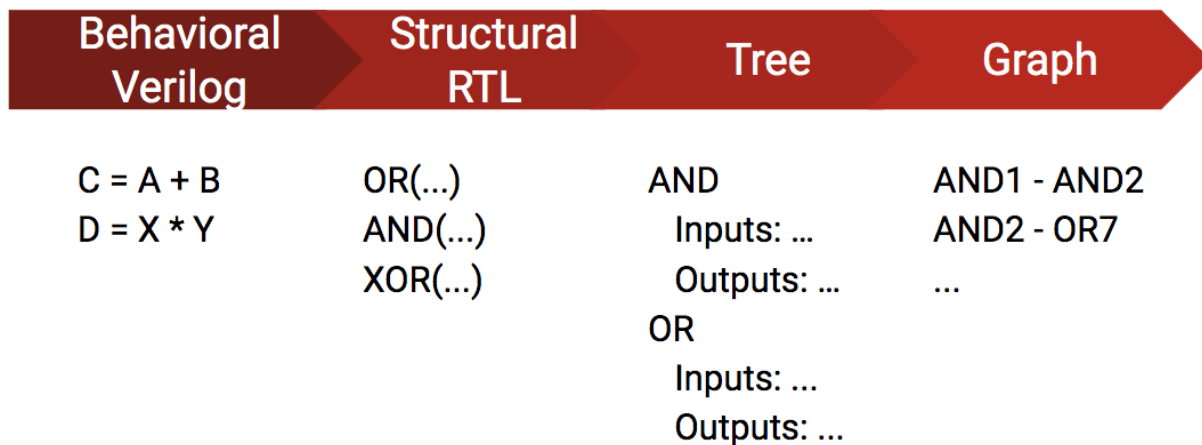 Behavioral
Verilog
Structural
RTL
Tree
Graph
C = A + B
D = X * Y
OR(...)
AND(...)
XOR(...)
AND
Inputs: ...
Outputs: ...
OR
Inputs: ...
Outputs: ...
AND1 - AND2
AND2 - OR7
...